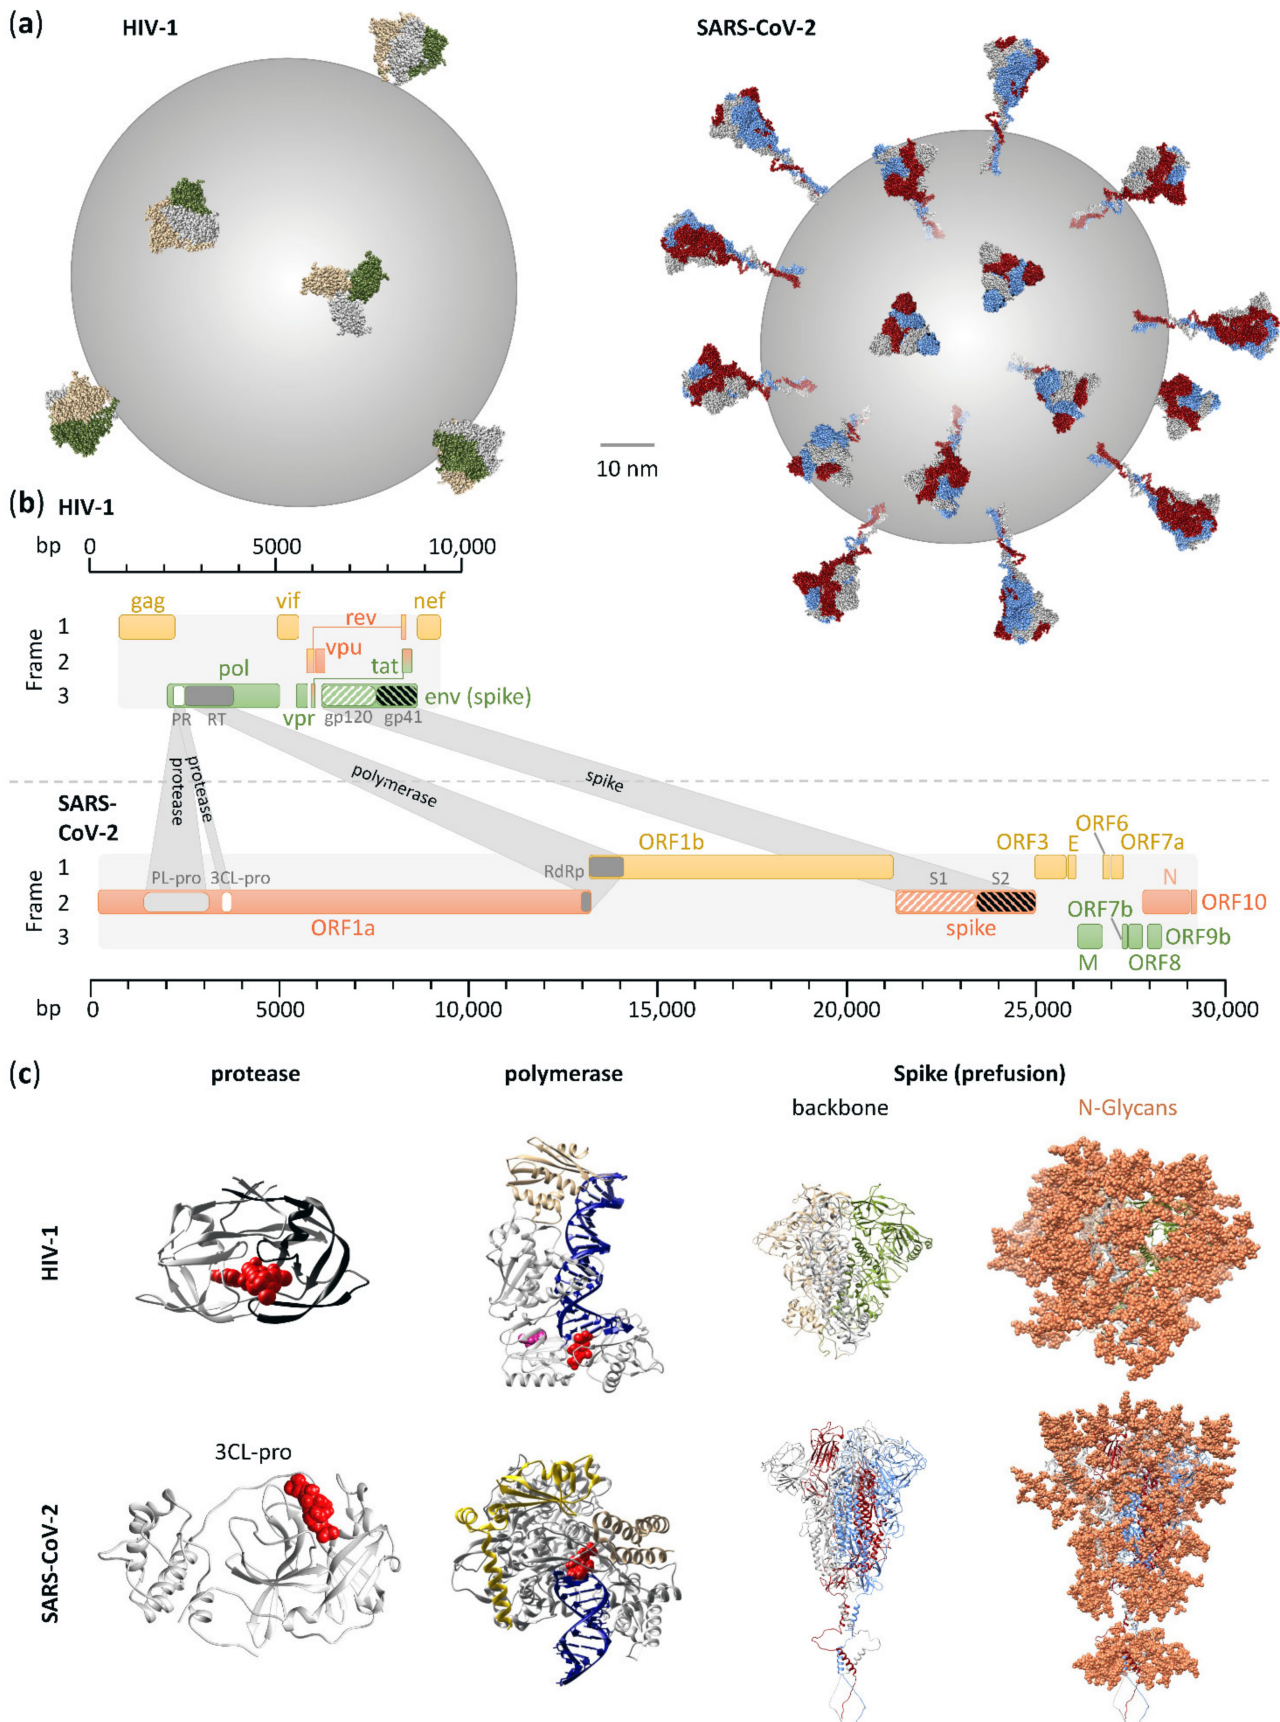 (a) HIV-1 SARS-CoV-2
10 nm
(b) HIV-1
bp 0 5000 10,000
gag vif nef
rev
Frame 1
2 vpu
pol tat
3 env (spike)
PR RT vpr gp120 gp41
protease
protease
polymerase
spike
SARS-
CoV-2
ORF6
ORF1b ORF3 E ORF7a
Frame 1
PL-pro 3CL-pro RdRp S1 S2 N
2 ORF10
ORF1a spike ORF7b
3 ORF9b
M ORF8
bp 0 5000 10,000 15,000 20,000 25,000 30,000
(c) protease polymerase Spike (prefusion)
backbone N-Glycans
HIV-1
3CL-pro
SARS-CoV-2